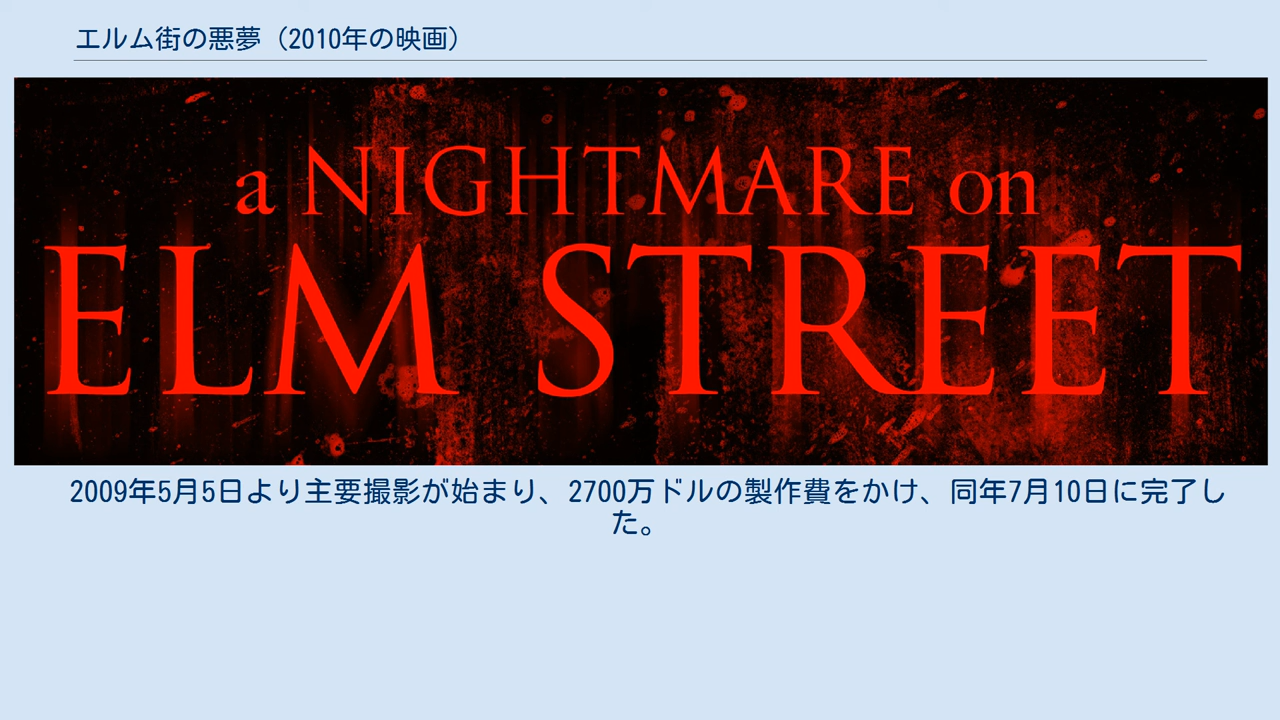 エルム街の悪夢（2010年の映画）
a NIGHTMARE on
ELM STREET
2009年5月5日より主要撮影が始まり、2700万ドルの製作費をかけ、同年7月10日に完了し
た。